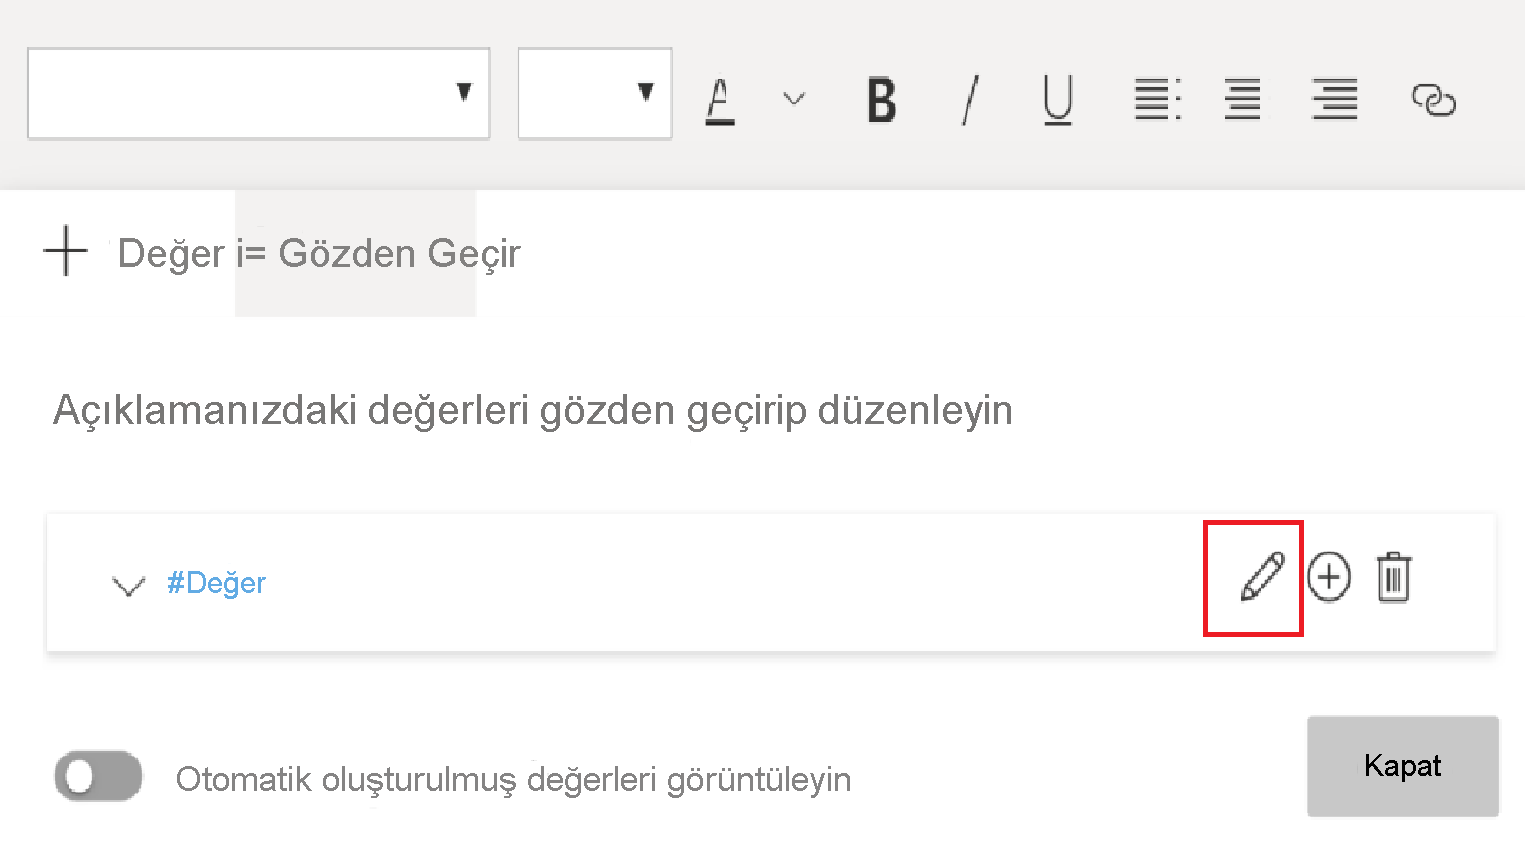 A B / U
+ Değer i= Gözden Geçir
Açıklamanızdaki değerleri gözden geçirip düzenleyin
#Değer
Otomatik oluşturulmuş değerleri görüntüleyin
Kapat